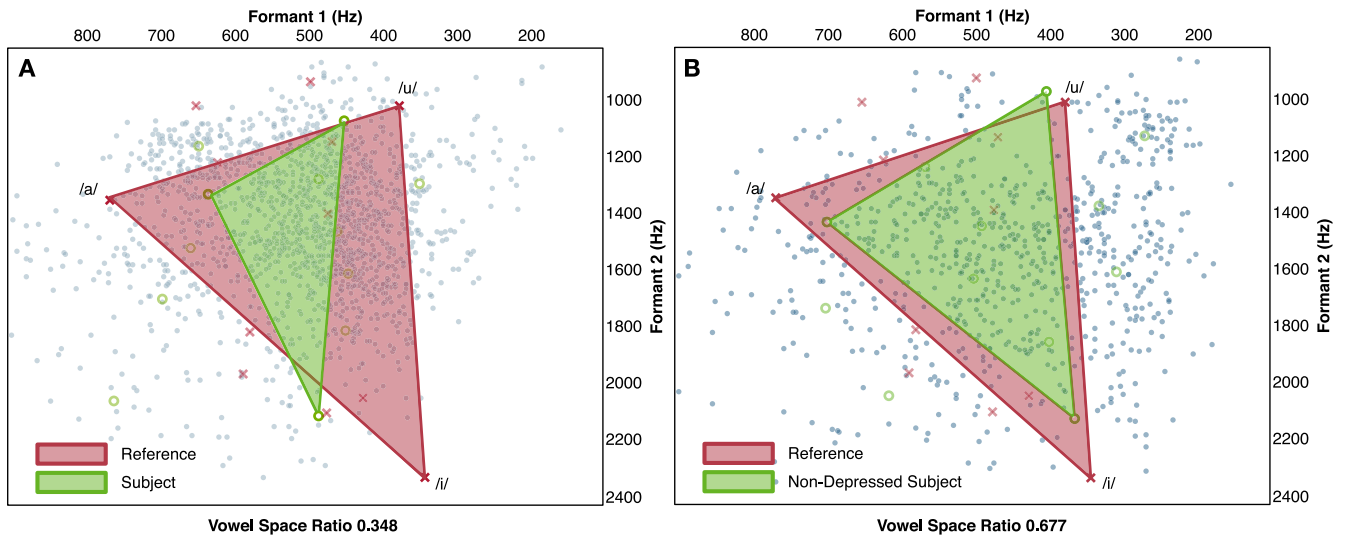 Formant 1 (Hz)
800 700 600 500 400 300 200
A
/u/
/a/
/i/
1000
1200
1400
1600
1800
2000
2200
2400
Formant 2 (Hz)
Reference
Subject
Vowel Space Ratio 0.348
Formant 1 (Hz)
800 700 600 500 400 300 200
B
/u/
/a/
/i/
1000
1200
1400
1600
1800
2000
2200
2400
Formant 2 (Hz)
Reference
Non-Depressed Subject
Vowel Space Ratio 0.677